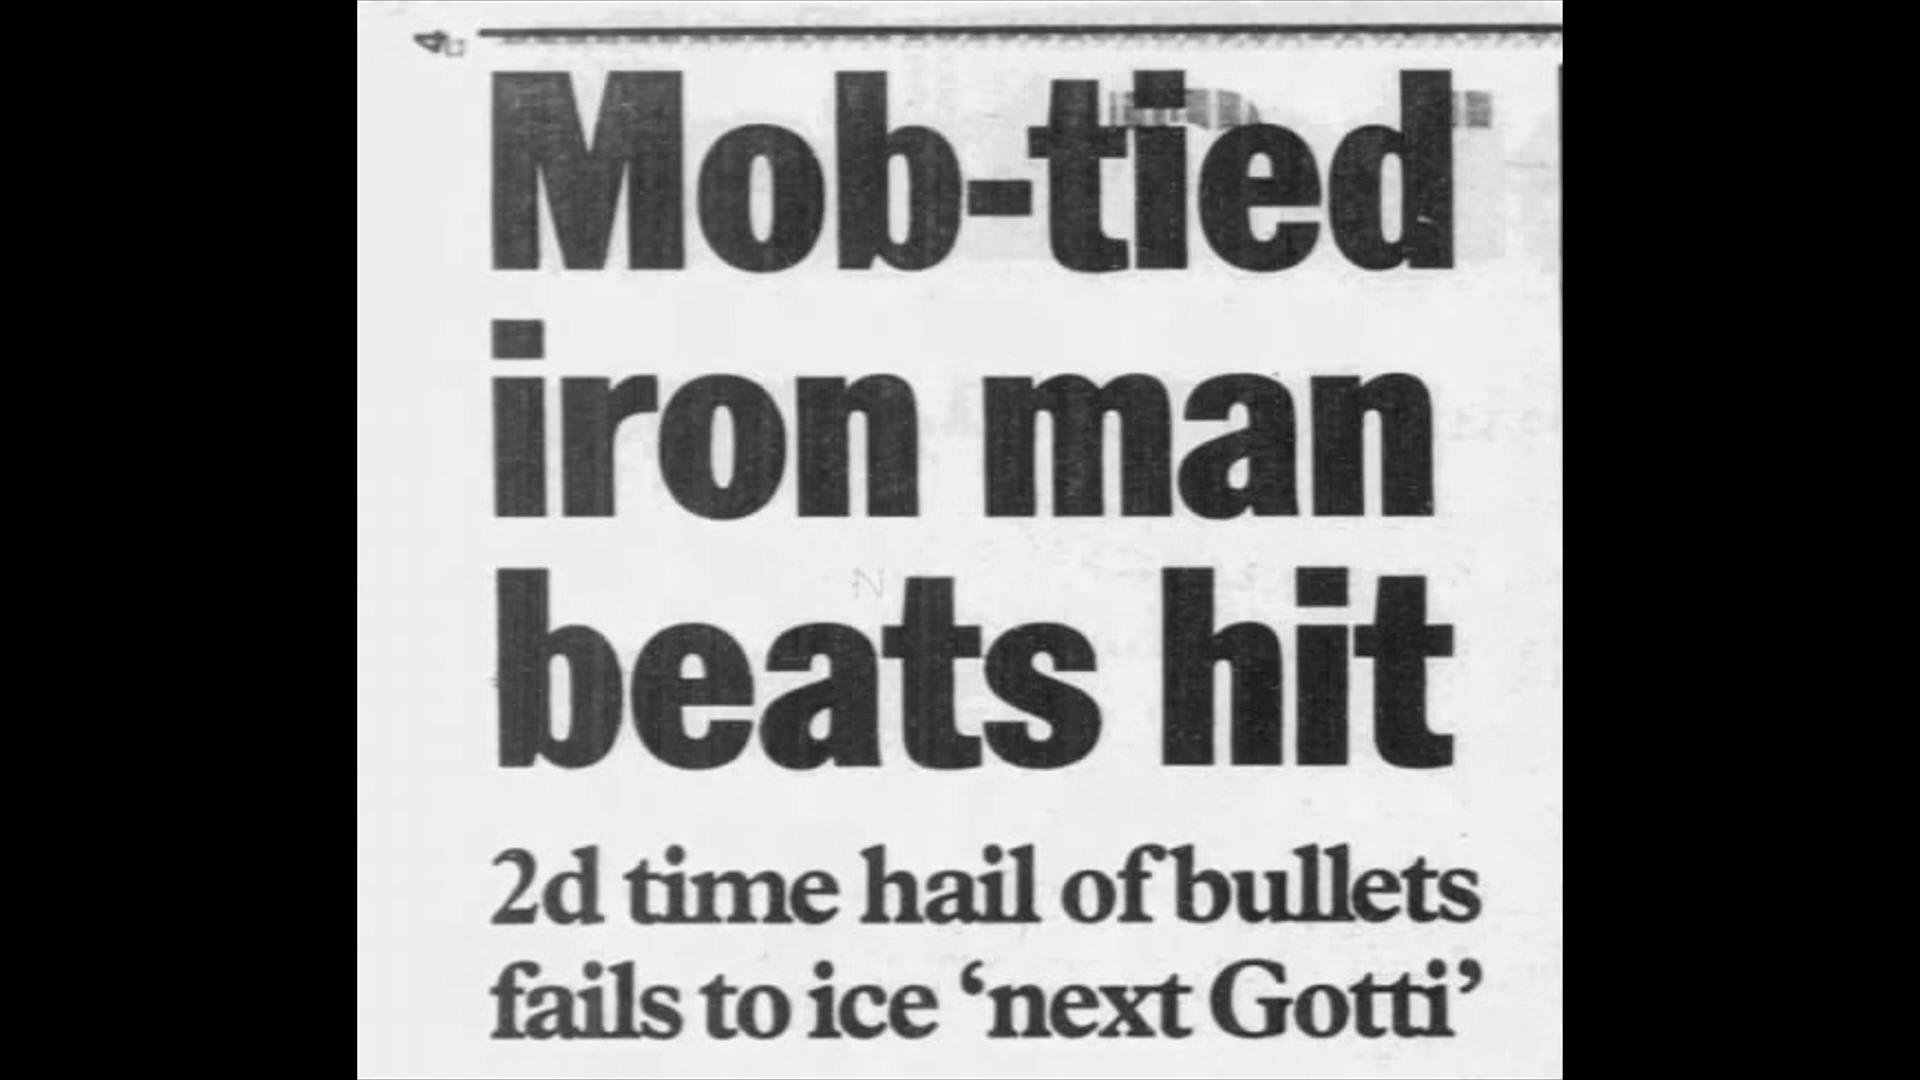 Mob-tied
iron man
beats hit
2d time hail of bullets
fails to ice ‘next Gotti’